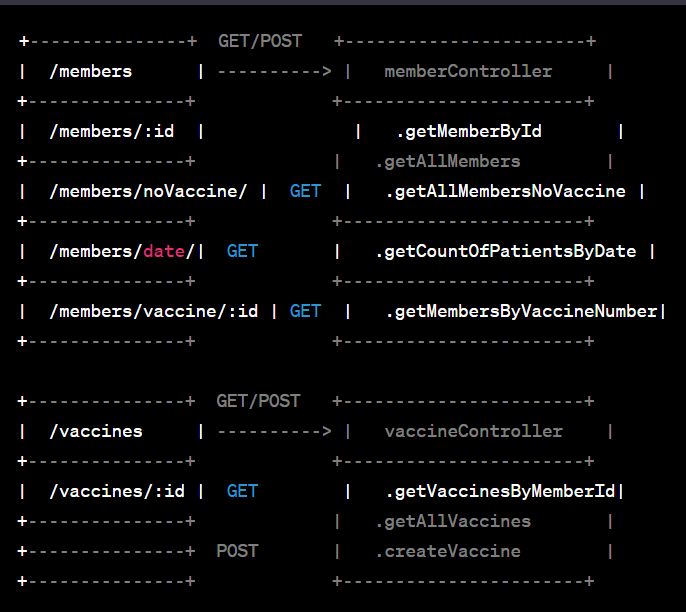 +---------------+  GET/POST   +-----------------------+
|  /members      | ----------> |   memberController     |
+---------------+             +-----------------------+
|  /members/:id  |              |   .getMemberById       |
+---------------+             |   .getAllMembers        |
|  /members/noVaccine/ |  GET  |   .getAllMembersNoVaccine |
+---------------+             +-----------------------+
|  /members/date/|  GET       |   .getCountOfPatientsByDate |
+---------------+             +-----------------------+
|  /members/vaccine/:id | GET  |   .getMembersByVaccineNumber|
+---------------+             +-----------------------+
+---------------+  GET/POST   +-----------------------+
|  /vaccines     | ----------> |   vaccineController    |
+---------------+             +-----------------------+
|  /vaccines/:id |  GET        |   .getVaccinesByMemberId|
+---------------+             |   .getAllVaccines       |
+---------------+  POST       |   .createVaccine        |
+---------------+             +-----------------------+